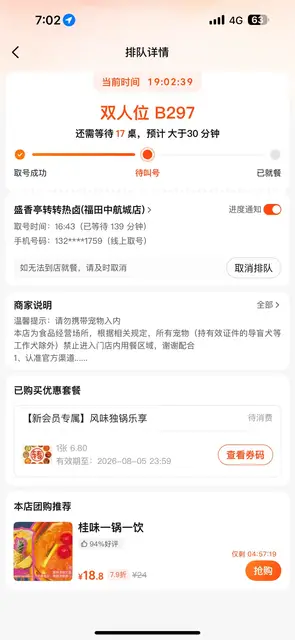 7:02
4G 63
排队详情
当前时间 19:02:39
双人位 B297
还需等待 17 桌，预计 大于30 分钟
取号成功
待叫号
已就餐
盛香亭转转热卤(福田中航城店)
进度通知
取号时间：16:43 (已等待 139 分钟)
手机号码：132****1759 (线上取号)
如无法到店就餐，请及时取消
取消排队
商家说明
全部
温馨提示：请勿携带宠物入内
本店为食品经营场所，根据相关规定，所有宠物（持有效证件的导盲犬等
工作犬除外）禁止进入门店内用餐区域，谢谢配合
1、认准官方渠道......
已购买优惠套餐
【新会员专属】风味独锅乐享
待消费
1张 6.80
有效期至：2026-08-05 23:59
查看券码
本店团购推荐
桂味一锅一饮
94%好评
¥18.8 7.9折 ¥24
仅剩 04:57:19
抢购